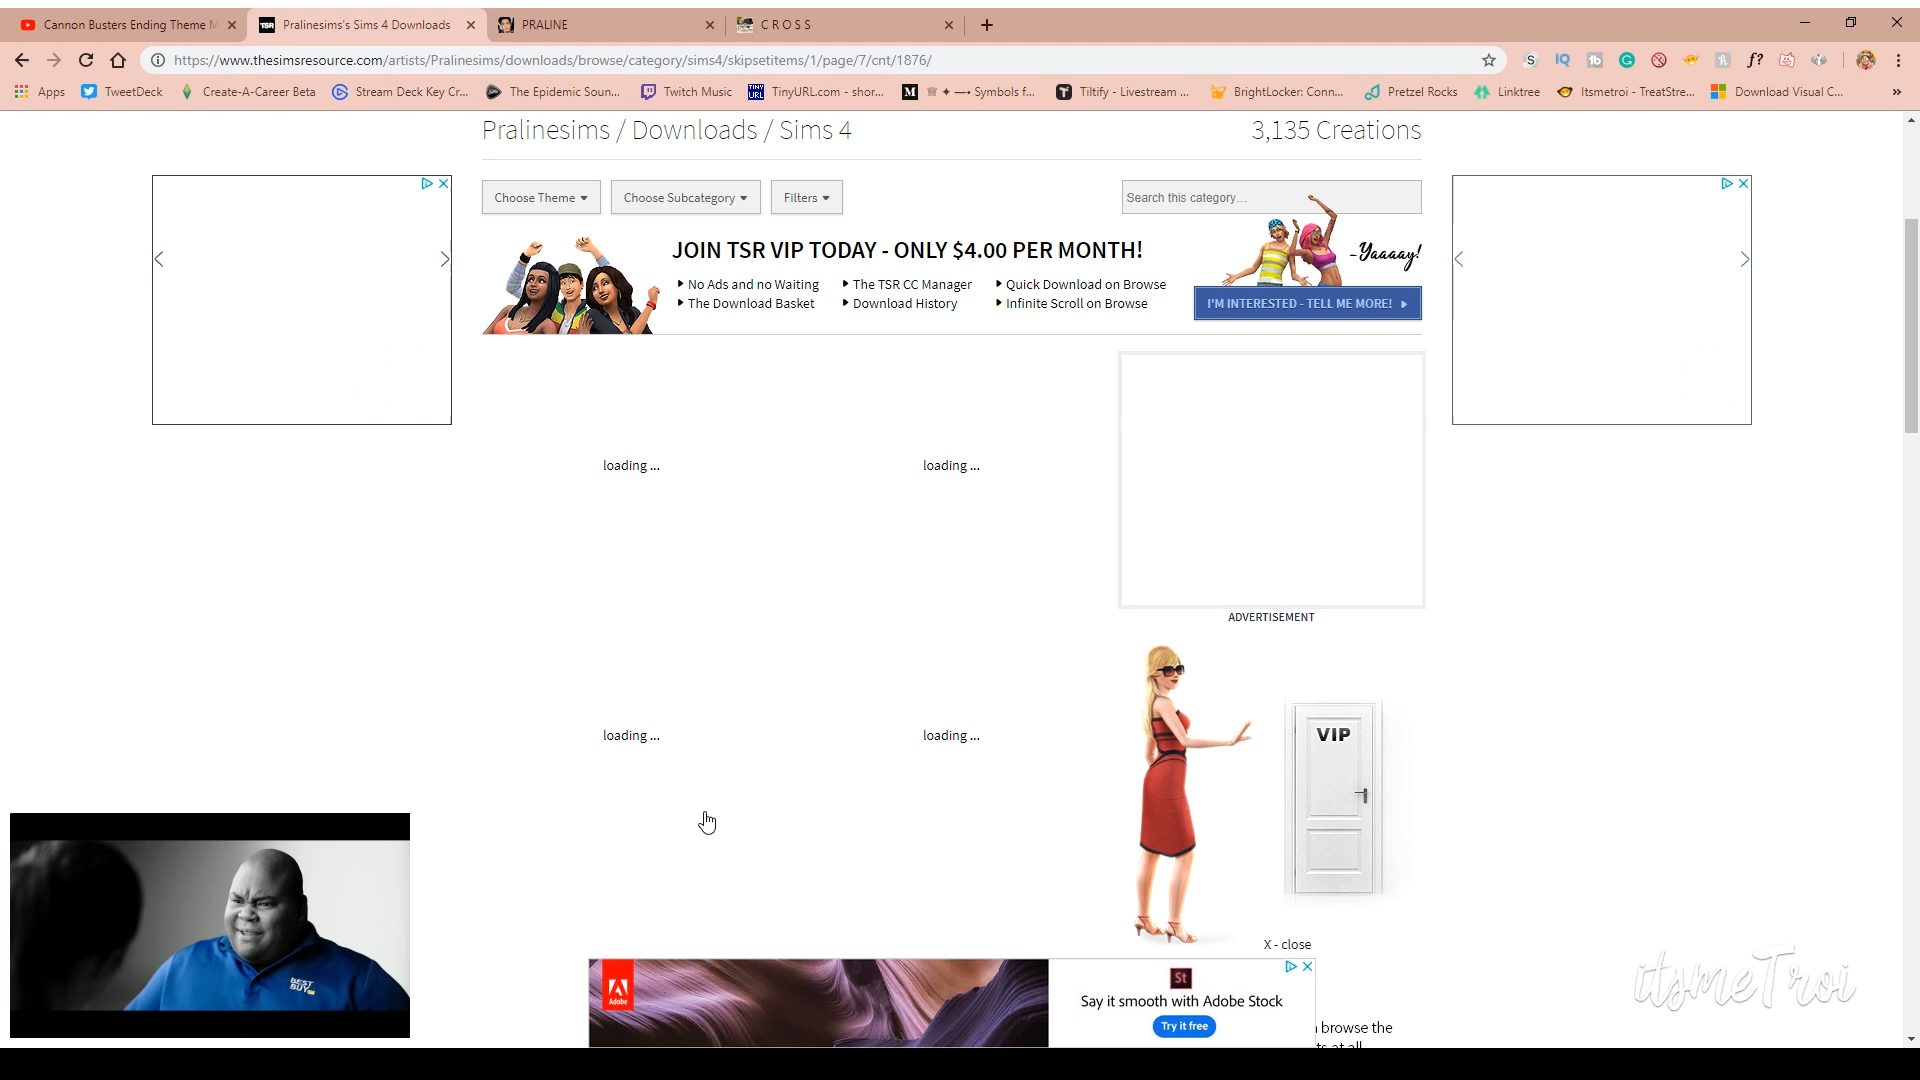 Cannon Busters Ending Theme M
Pralinesims's Sims 4 Downloads
PRALINE
C R O S S
https://www.thesimsresource.com/artists/Pralinesims/downloads/browse/category/sims4/skipsetitems/1/page/7/cnt/1876/
Apps
TweetDeck
Create-A-Career Beta
Stream Deck Key Cr...
The Epidemic Soun...
Twitch Music
TinyURL.com - shor...
Symbols f...
Tiltify - Livestream ...
BrightLocker: Conn...
Pretzel Rocks
Linktree
Itsmetroi - TreatStre...
Download Visual C...
»
Pralinesims / Downloads / Sims 4
3,135 Creations
Choose Theme
Choose Subcategory
Filters
Search this category...
JOIN TSR VIP TODAY - ONLY $4.00 PER MONTH!
-Yaaaay!
No Ads and no Waiting
The TSR CC Manager
Quick Download on Browse
The Download Basket
Download History
Infinite Scroll on Browse
I'M INTERESTED - TELL ME MORE!
loading ...
loading ...
ADVERTISEMENT
VIP
loading ...
loading ...
X - close
BEST
BUY
Adobe
St
Say it smooth with Adobe Stock
Try it free
browse the
itsmeTroi